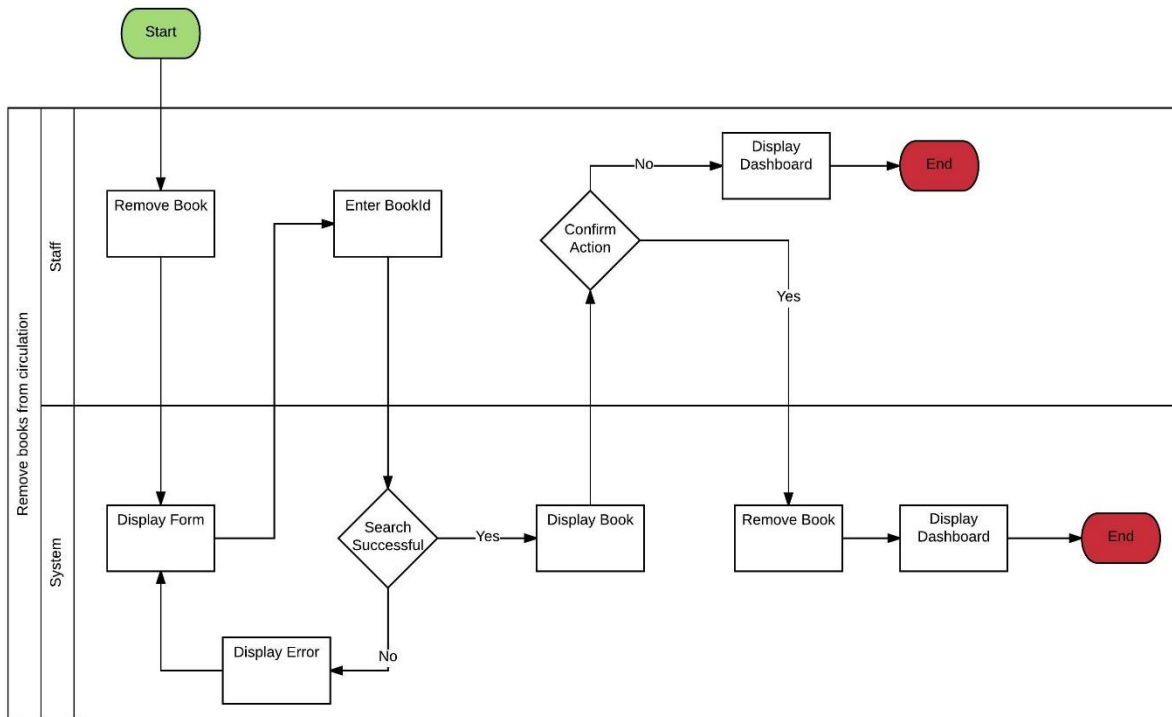 Start
Remove books from circulation
Staff
Remove Book
Enter BookId
Confirm
Action
No
Display
Dashboard
End
Yes
System
Display Form
Search
Successful
Yes
Display Book
Remove Book
Display
Dashboard
End
No
Display Error